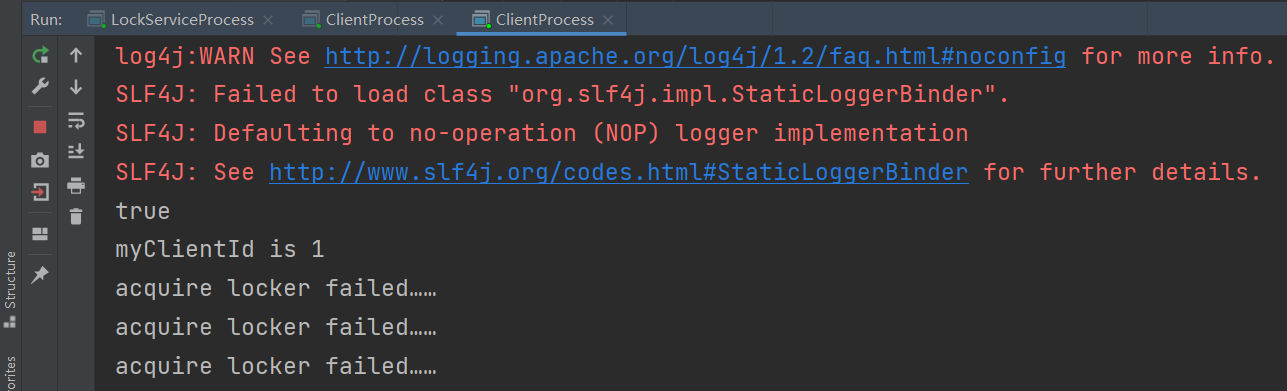 Run: LockServiceProcess ClientProcess ClientProcess
log4j:WARN See http://logging.apache.org/log4j/1.2/faq.html#noconfig for more info.
SLF4J: Failed to load class "org.slf4j.impl.StaticLoggerBinder".
SLF4J: Defaulting to no-operation (NOP) logger implementation
SLF4J: See http://www.slf4j.org/codes.html#StaticLoggerBinder for further details.
true
myClientId is 1
acquire locker failed……
acquire locker failed……
acquire locker failed……
Structure
orites